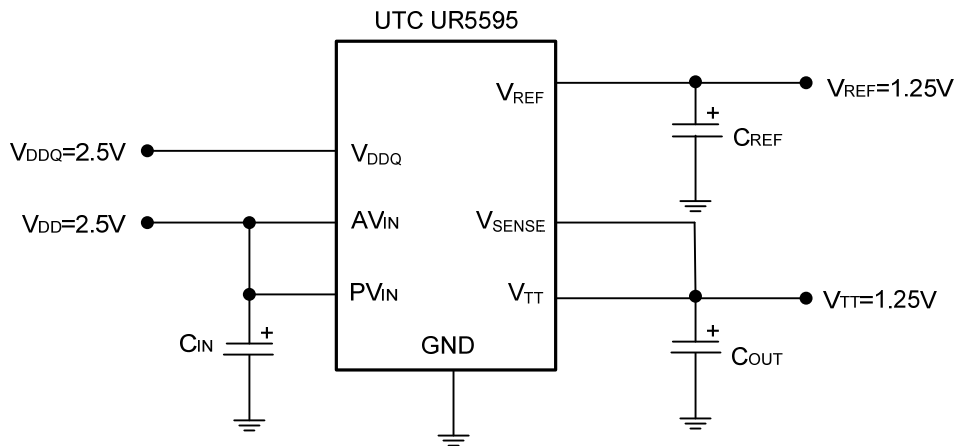 UTC UR5595
VREF
VREF=1.25V
CREF
VDDQ=2.5V
VDDQ
VDD=2.5V
AVIN
VSENSE
PVIN
VTT
VTT=1.25V
CIN
GND
COUT
+
+
+